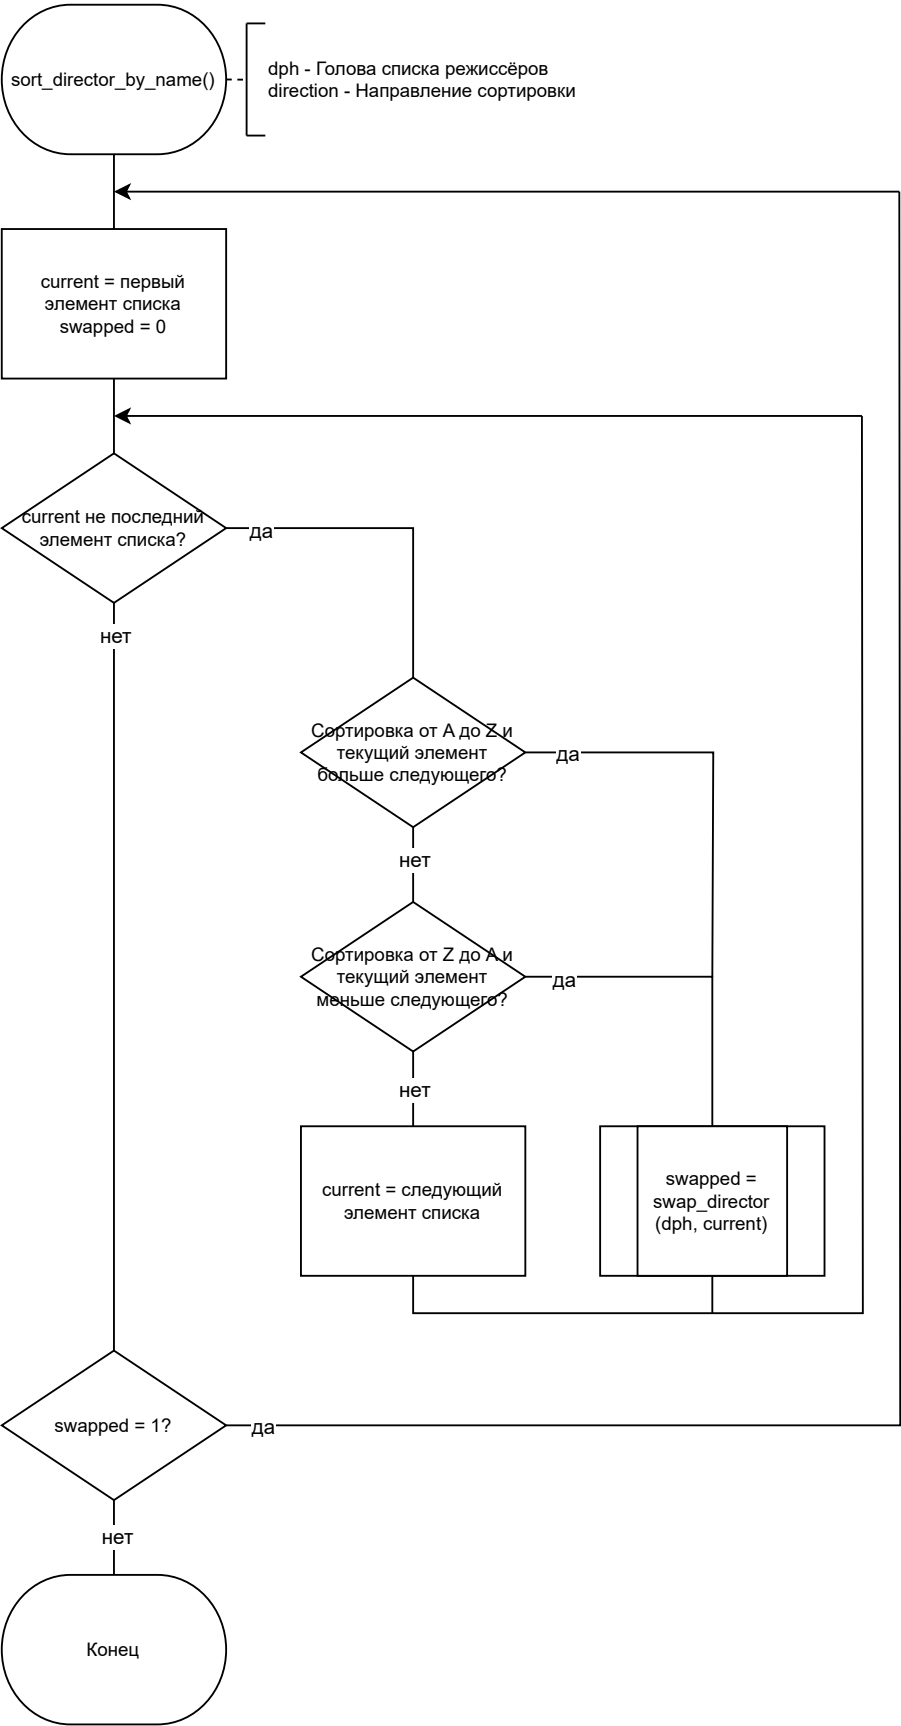 sort_director_by_name()
dph - Голова списка режиссёров
direction - Направление сортировки
current = первый
элемент списка
swapped = 0
current не последний
элемент списка?
да
нет
Сортировка от A до Z и
текущий элемент
больше следующего?
да
нет
Сортировка от Z до A и
текущий элемент
меньше следующего?
да
нет
current = следующий
элемент списка
swapped =
swap_director
(dph, current)
swapped = 1?
да
нет
Конец